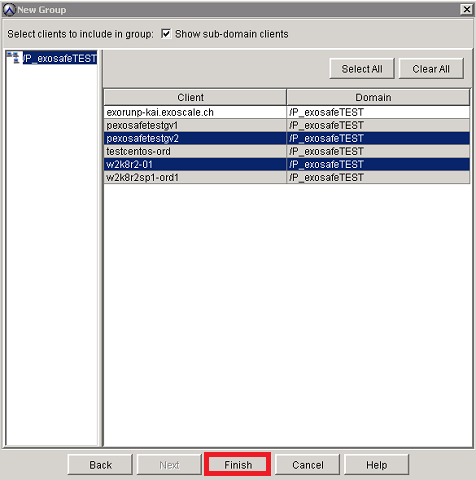 New Group
Select clients to include in group: Show sub-domain clients
/P_exosafeTEST
Select All Clear All
Client Domain
exorunp-kai.exoscale.ch /P_exosafeTEST
pexosafetestgv1 /P_exosafeTEST
pexosafetestgv2 /P_exosafeTEST
testcentos-ord /P_exosafeTEST
w2k8r2-01 /P_exosafeTEST
w2k8r2sp1-ord1 /P_exosafeTEST
Back Next Finish Cancel Help